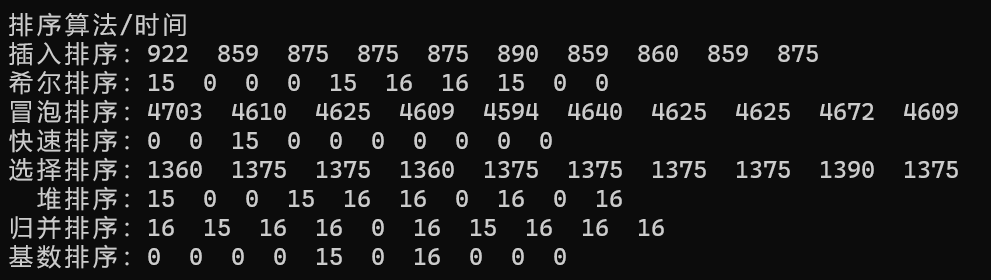 排序算法/时间
插入排序: 922  859  875  875  875  890  859  860  859  875
希尔排序: 15  0  0  0  15  16  16  15  0  0
冒泡排序: 4703  4610  4625  4609  4594  4640  4625  4625  4672  4609
快速排序: 0  0  15  0  0  0  0  0  0  0
选择排序: 1360  1375  1375  1360  1375  1375  1375  1375  1390  1375
  堆排序: 15  0  0  15  16  16  0  16  0  16
归并排序: 16  15  16  16  0  16  15  16  16  16
基数排序: 0  0  0  0  15  0  16  0  0  0